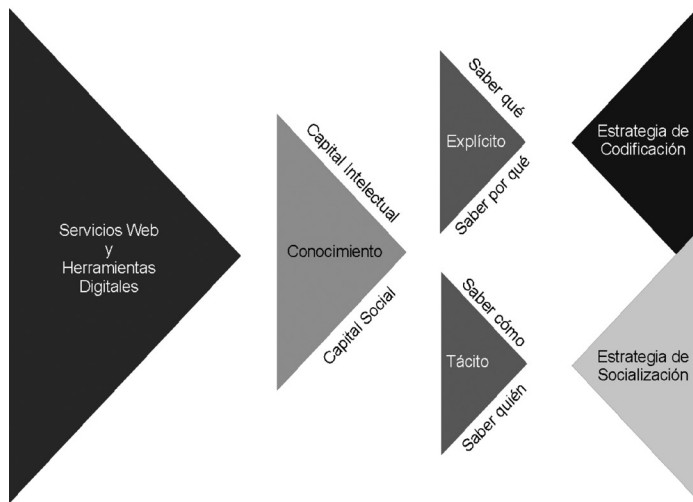 Servicios Web
y
Herramientas
Digitales
Capital Intelectual
Conocimiento
Capital Social
Saber qué
Explícito
Saber por qué
Saber cómo
Tácito
Saber quién
Estrategia de
Codificación
Estrategia de
Socialización